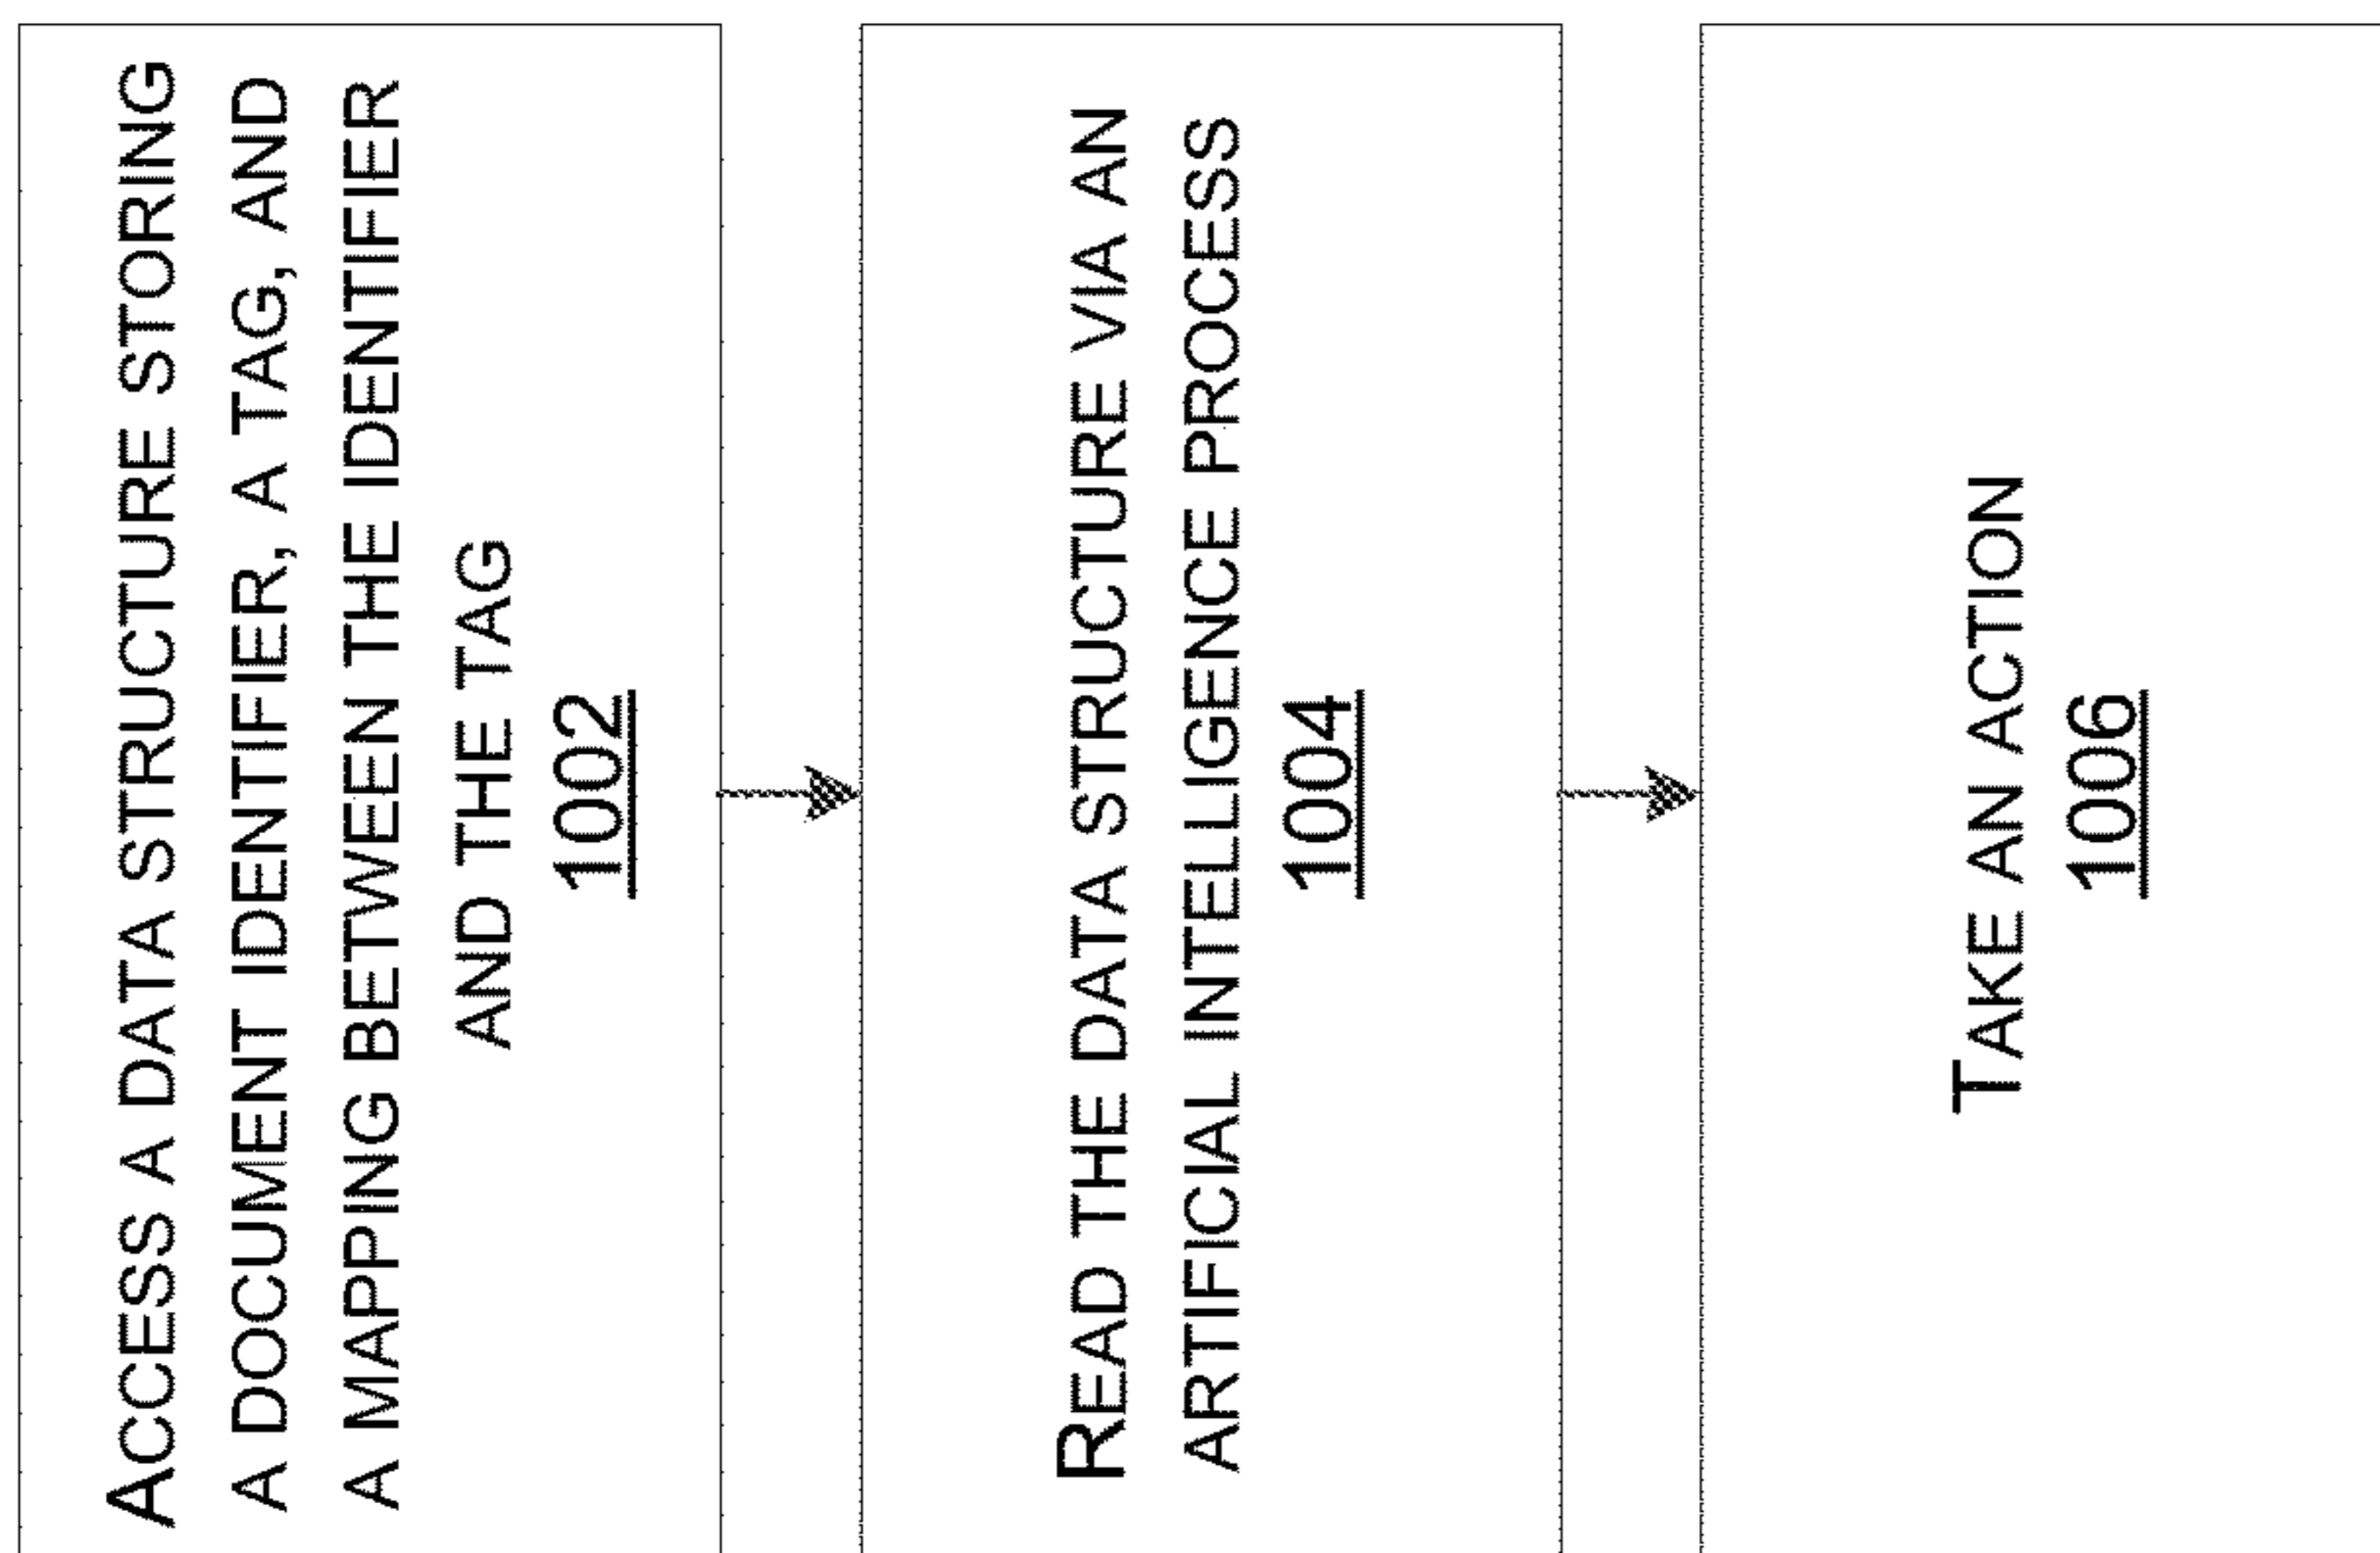 ACCESS A DATA STRUCTURE STORING
A DOCUMENT IDENTIFIER, A TAG, AND
A MAPPING BETWEEN THE IDENTIFIER
AND THE TAG
1002
READ THE DATA STRUCTURE VIA AN
ARTIFICIAL INTELLIGENCE PROCESS
1004
TAKE AN ACTION
1006